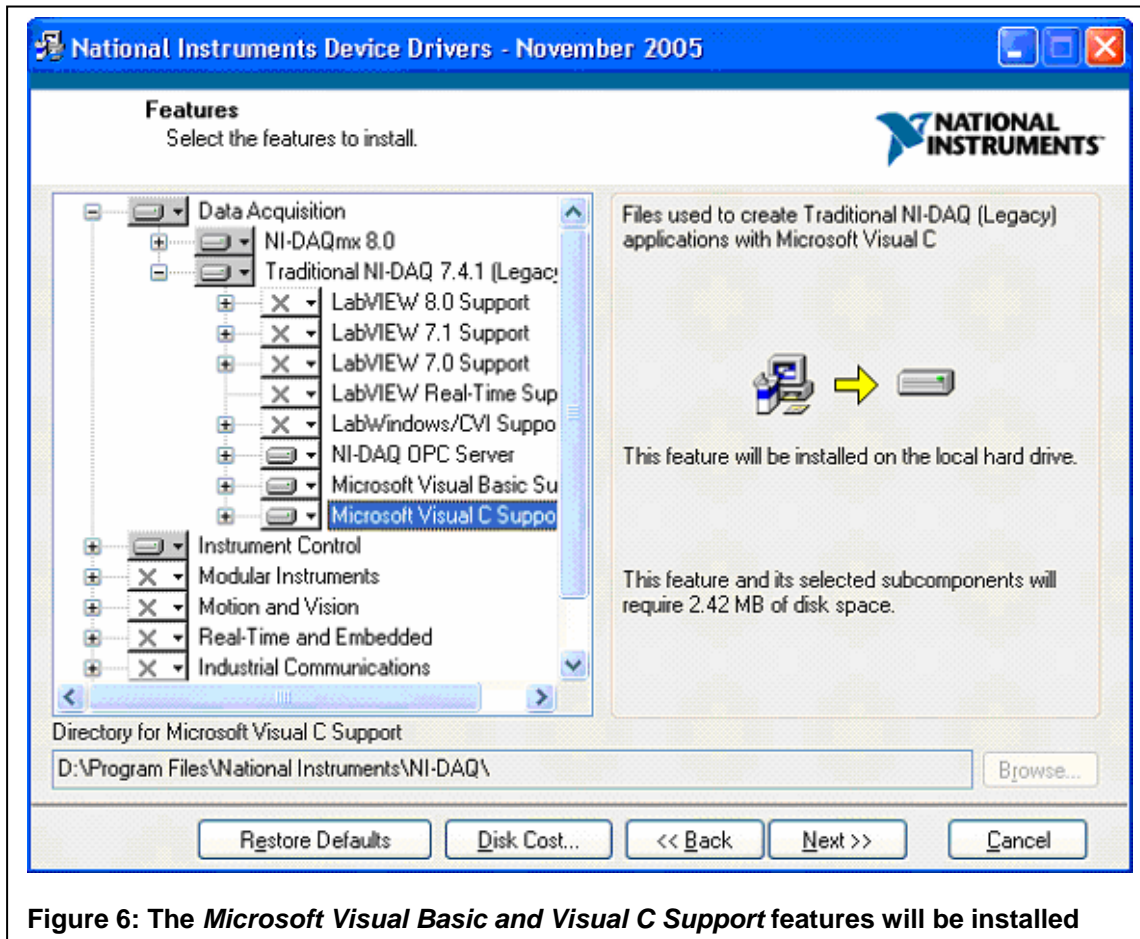 National Instruments Device Drivers - November 2005
Features
Select the features to install.
NATIONAL
INSTRUMENTS
Data Acquisition
NI-DAQmx 8.0
Traditional NI-DAQ 7.4.1 (Legac
LabVIEW 8.0 Support
LabVIEW 7.1 Support
LabVIEW 7.0 Support
LabVIEW Real-Time Sup
LabWindows/CVI Suppo
NI-DAQ OPC Server
Microsoft Visual Basic Su
Microsoft Visual C Suppo
Instrument Control
Modular Instruments
Motion and Vision
Real-Time and Embedded
Industrial Communications
Files used to create Traditional NI-DAQ (Legacy)
applications with Microsoft Visual C
This feature will be installed on the local hard drive.
This feature and its selected subcomponents will
require 2.42 MB of disk space.
Directory for Microsoft Visual C Support
D:\Program Files\National Instruments\NI-DAQ\
Browse...
Restore Defaults
Disk Cost...
<< Back
Next >>
Cancel
Figure 6: The Microsoft Visual Basic and Visual C Support features will be installed